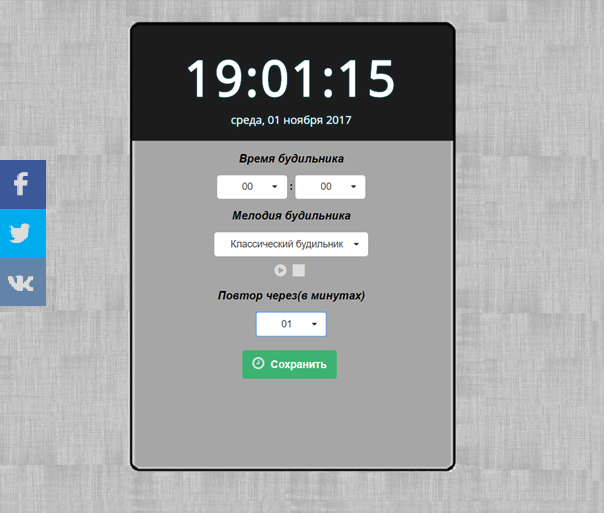 19:01:15
среда, 01 ноября 2017
Время будильника
00 : 00
Мелодия будильника
Классический будильник
Повтор через(в минутах)
01
Сохранить